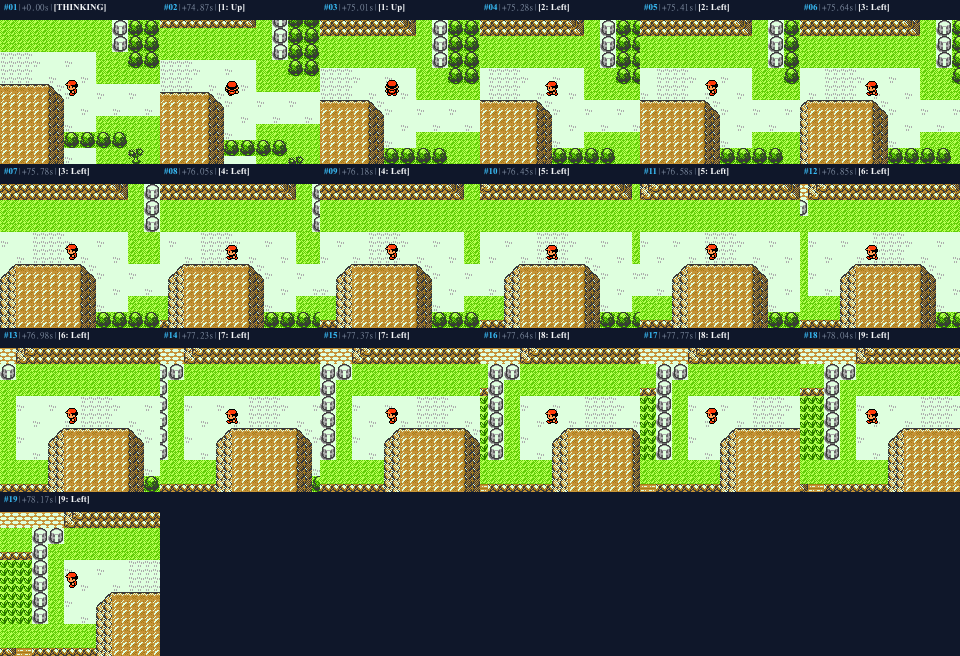 #01|+0.00s|[THINKING]
#02|+74.87s|[1: Up]
#03|+75.01s|[1: Up]
#04|+75.28s|[2: Left]
#05|+75.41s|[2: Left]
#06|+75.64s|[3: Left]
#07|+75.78s|[3: Left]
#08|+76.05s|[4: Left]
#09|+76.18s|[4: Left]
#10|+76.45s|[5: Left]
#11|+76.58s|[5: Left]
#12|+76.85s|[6: Left]
#13|+76.98s|[6: Left]
#14|+77.23s|[7: Left]
#15|+77.37s|[7: Left]
#16|+77.64s|[8: Left]
#17|+77.77s|[8: Left]
#18|+78.04s|[9: Left]
#19|+78.17s|[9: Left]